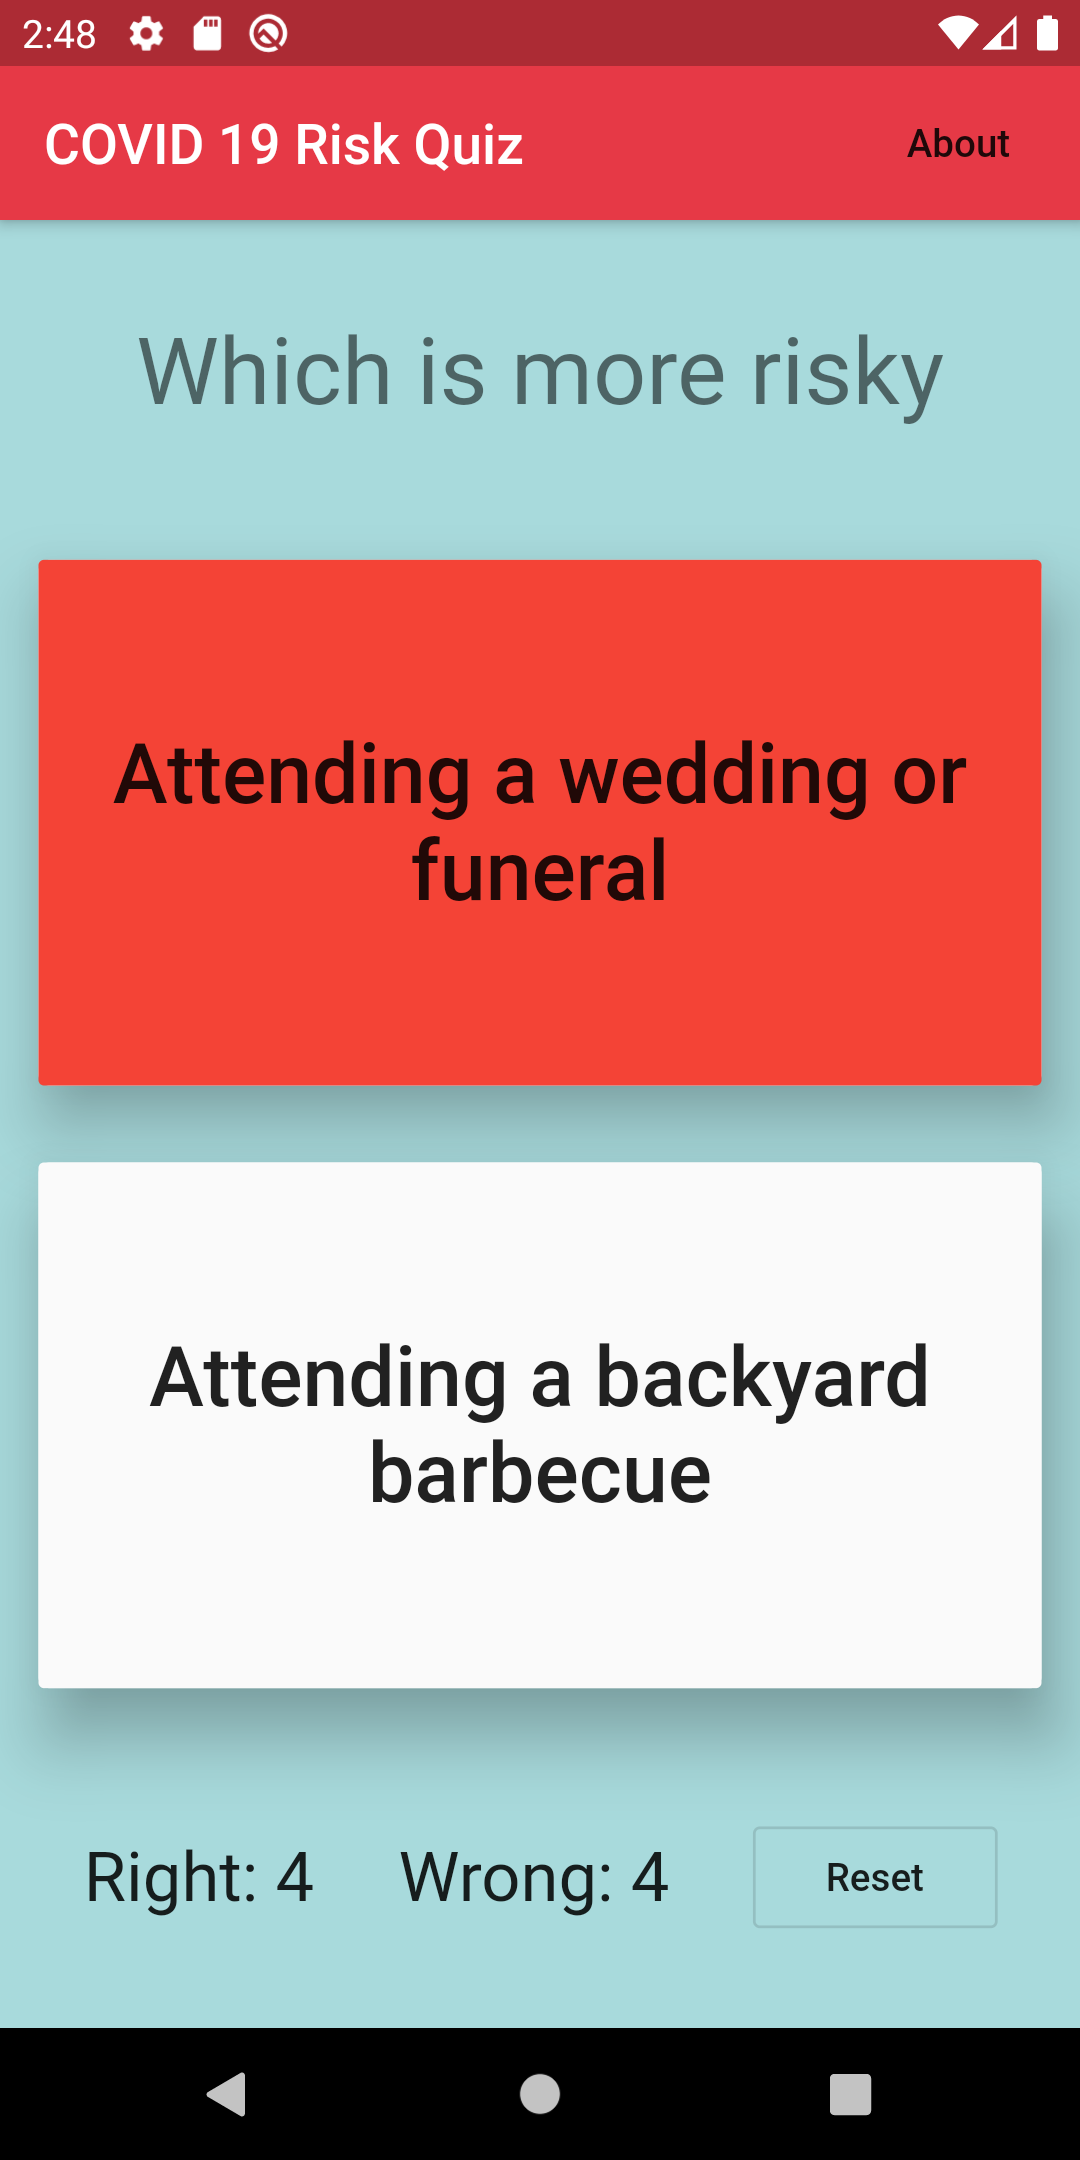 2:48
COVID 19 Risk Quiz
About
Which is more risky
Attending a wedding or
funeral
Attending a backyard
barbecue
Right: 4
Wrong: 4
Reset